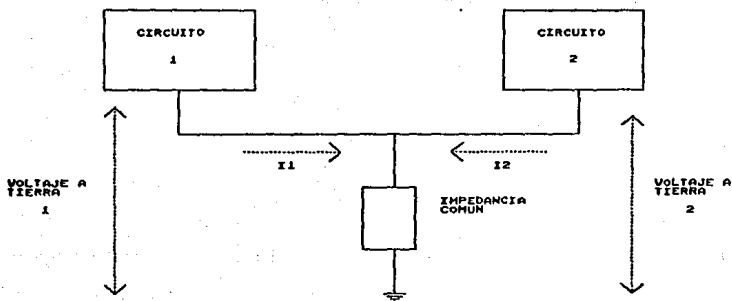 CIRCUITO
1
CIRCUITO
2
I1
I2
VOLTAJE A
TIERRA
1
IMPEDANCIA
COMUN
VOLTAJE A
TIERRA
2